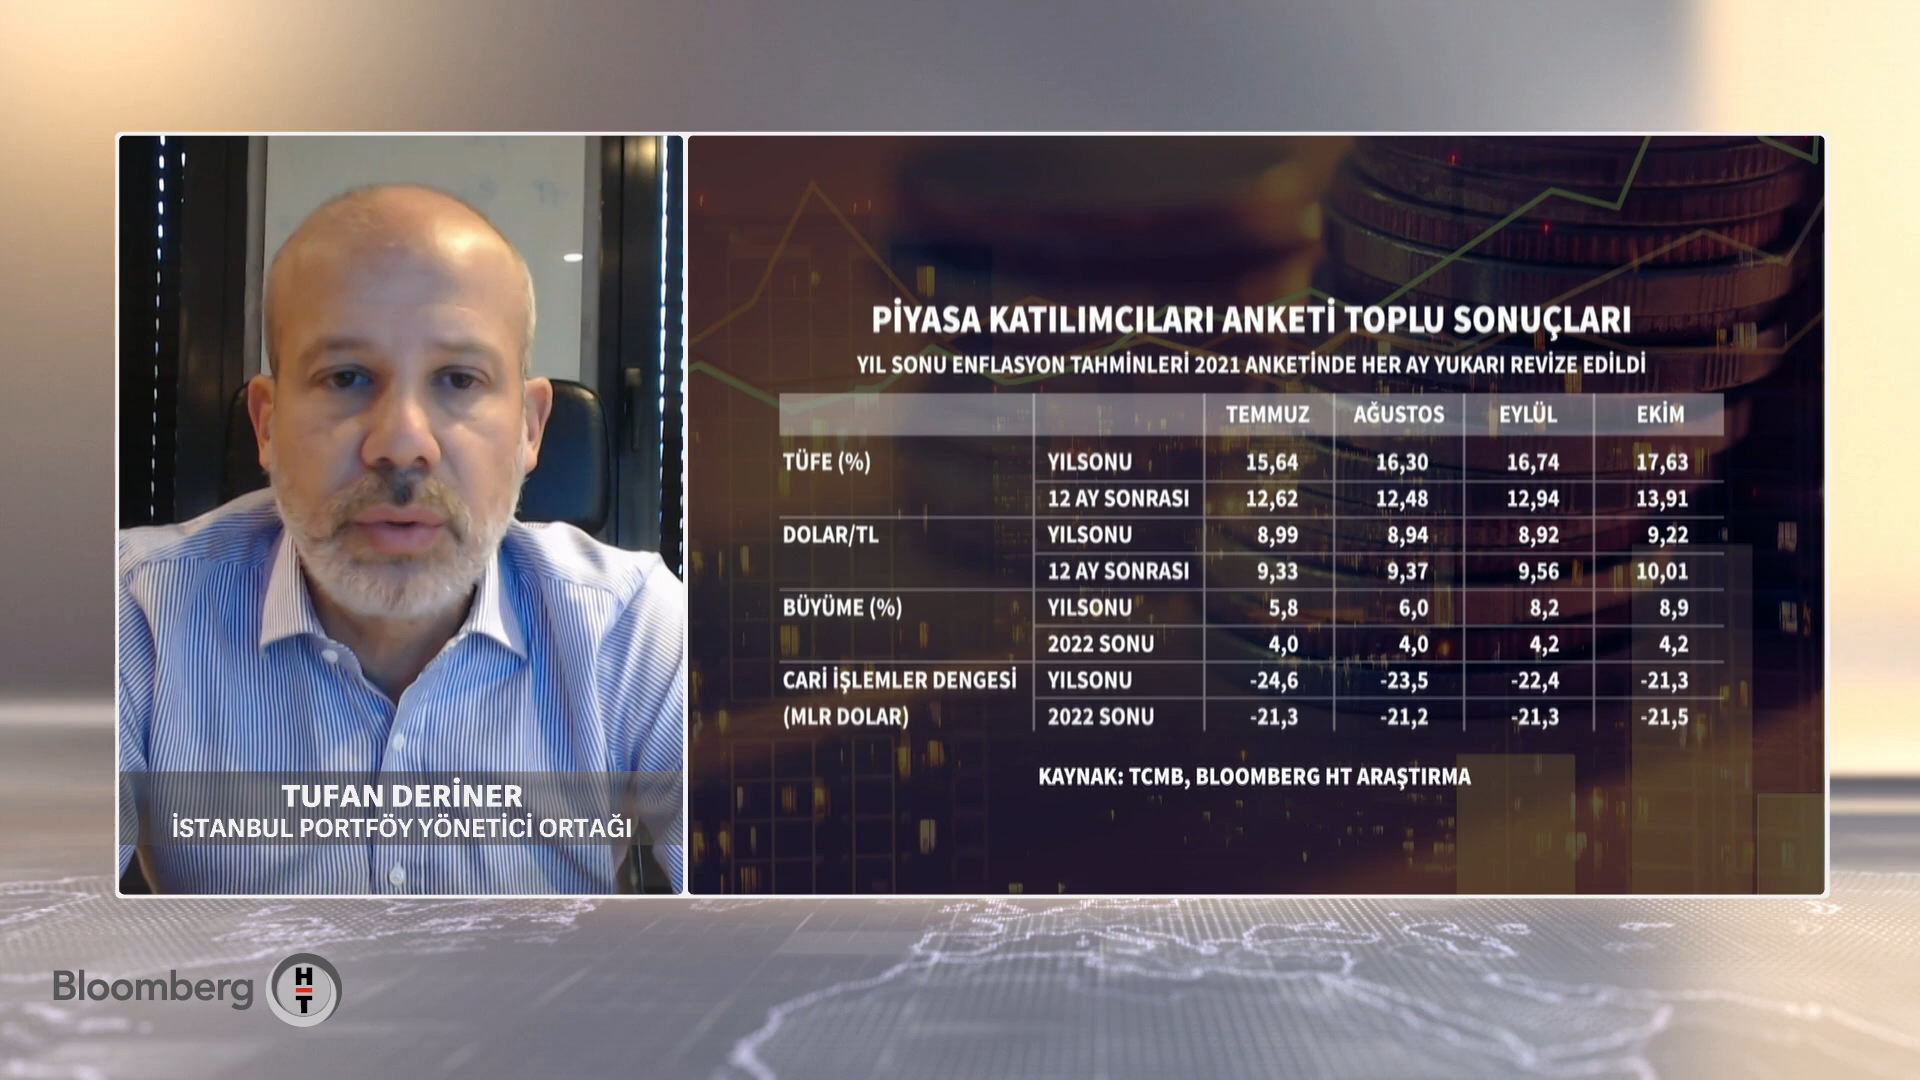 PİYASA KATILIMCILARI ANKETİ TOPLU SONUÇLARI
YIL SONU ENFLASYON TAHMİNLERİ 2021 ANKETİNDE HER AY YUKARI REVİZE EDİLDİ
TEMMUZ AĞUSTOS EYLÜL EKİM
TÜFE (%) YILSONU 15,64 16,30 16,74 17,63
12 AY SONRASI 12,62 12,48 12,94 13,91
DOLAR/TL YILSONU 8,99 8,94 8,92 9,22
12 AY SONRASI 9,33 9,37 9,56 10,01
BÜYÜME (%) YILSONU 5,8 6,0 8,2 8,9
2022 SONU 4,0 4,0 4,2 4,2
CARİ İŞLEMLER DENGESİ YILSONU -24,6 -23,5 -22,4 -21,3
(MLR DOLAR) 2022 SONU -21,3 -21,2 -21,3 -21,5
KAYNAK: TCMB, BLOOMBERG HT ARAŞTIRMA
TUFAN DERİNER
İSTANBUL PORTFÖY YÖNETİCİ ORTAĞI
Bloomberg HT